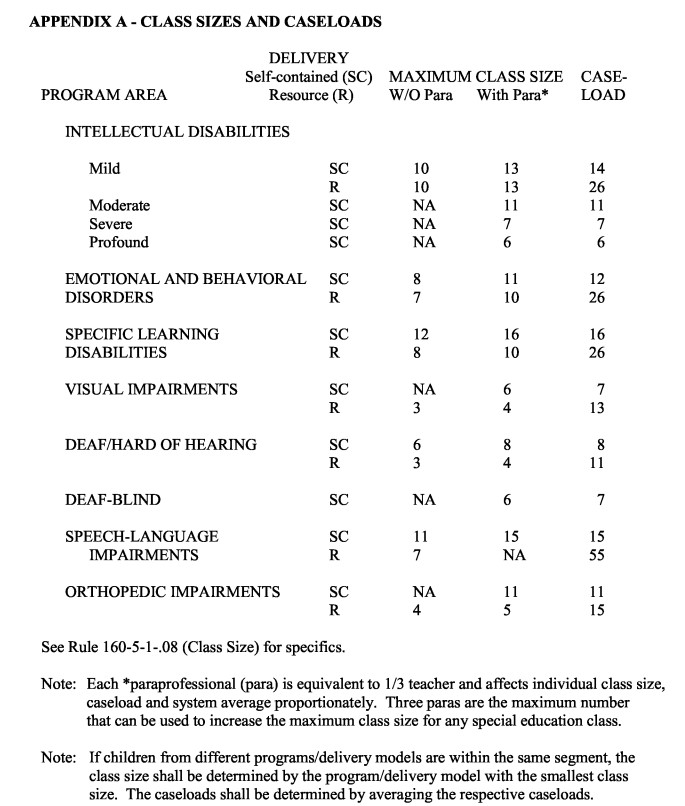 APPENDIX A - CLASS SIZES AND CASELOADS
DELIVERY
Self-contained (SC) MAXIMUM CLASS SIZE CASE-
PROGRAM AREA Resource (R) W/O Para With Para* LOAD
INTELLECTUAL DISABILITIES
Mild SC 10 13 14
R 10 13 26
Moderate SC NA 11 11
Severe SC NA 7 7
Profound SC NA 6 6
EMOTIONAL AND BEHAVIORAL SC 8 11 12
DISORDERS R 7 10 26
SPECIFIC LEARNING SC 12 16 16
DISABILITIES R 8 10 26
VISUAL IMPAIRMENTS SC NA 6 7
R 3 4 13
DEAF/HARD OF HEARING SC 6 8 8
R 3 4 11
DEAF-BLIND SC NA 6 7
SPEECH-LANGUAGE SC 11 15 15
IMPAIRMENTS R 7 NA 55
ORTHOPEDIC IMPAIRMENTS SC NA 11 11
R 4 5 15
See Rule 160-5-1-.08 (Class Size) for specifics.
Note: Each *paraprofessional (para) is equivalent to 1/3 teacher and affects individual class size,
caseload and system average proportionately. Three paras are the maximum number
that can be used to increase the maximum class size for any special education class.
Note: If children from different programs/delivery models are within the same segment, the
class size shall be determined by the program/delivery model with the smallest class
size. The caseloads shall be determined by averaging the respective caseloads.